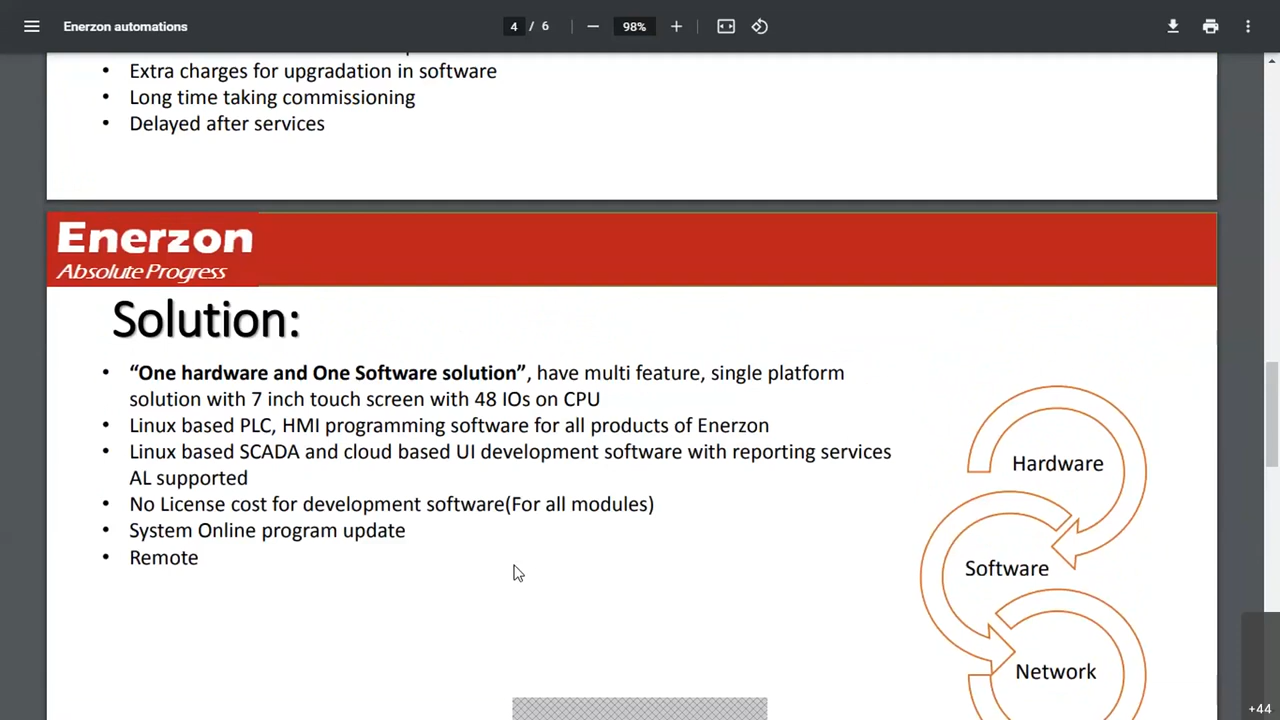 Enerzon automations
4 / 6
98%
• Extra charges for upgradation in software
• Long time taking commissioning
• Delayed after services
Enerzon
Absolute Progress
Solution:
• “One hardware and One Software solution”, have multi feature, single platform
solution with 7 inch touch screen with 48 IOs on CPU
• Linux based PLC, HMI programming software for all products of Enerzon
• Linux based SCADA and cloud based UI development software with reporting services
AL supported
• No License cost for development software(For all modules)
• System Online program update
• Remote
Hardware
Software
Network
+44